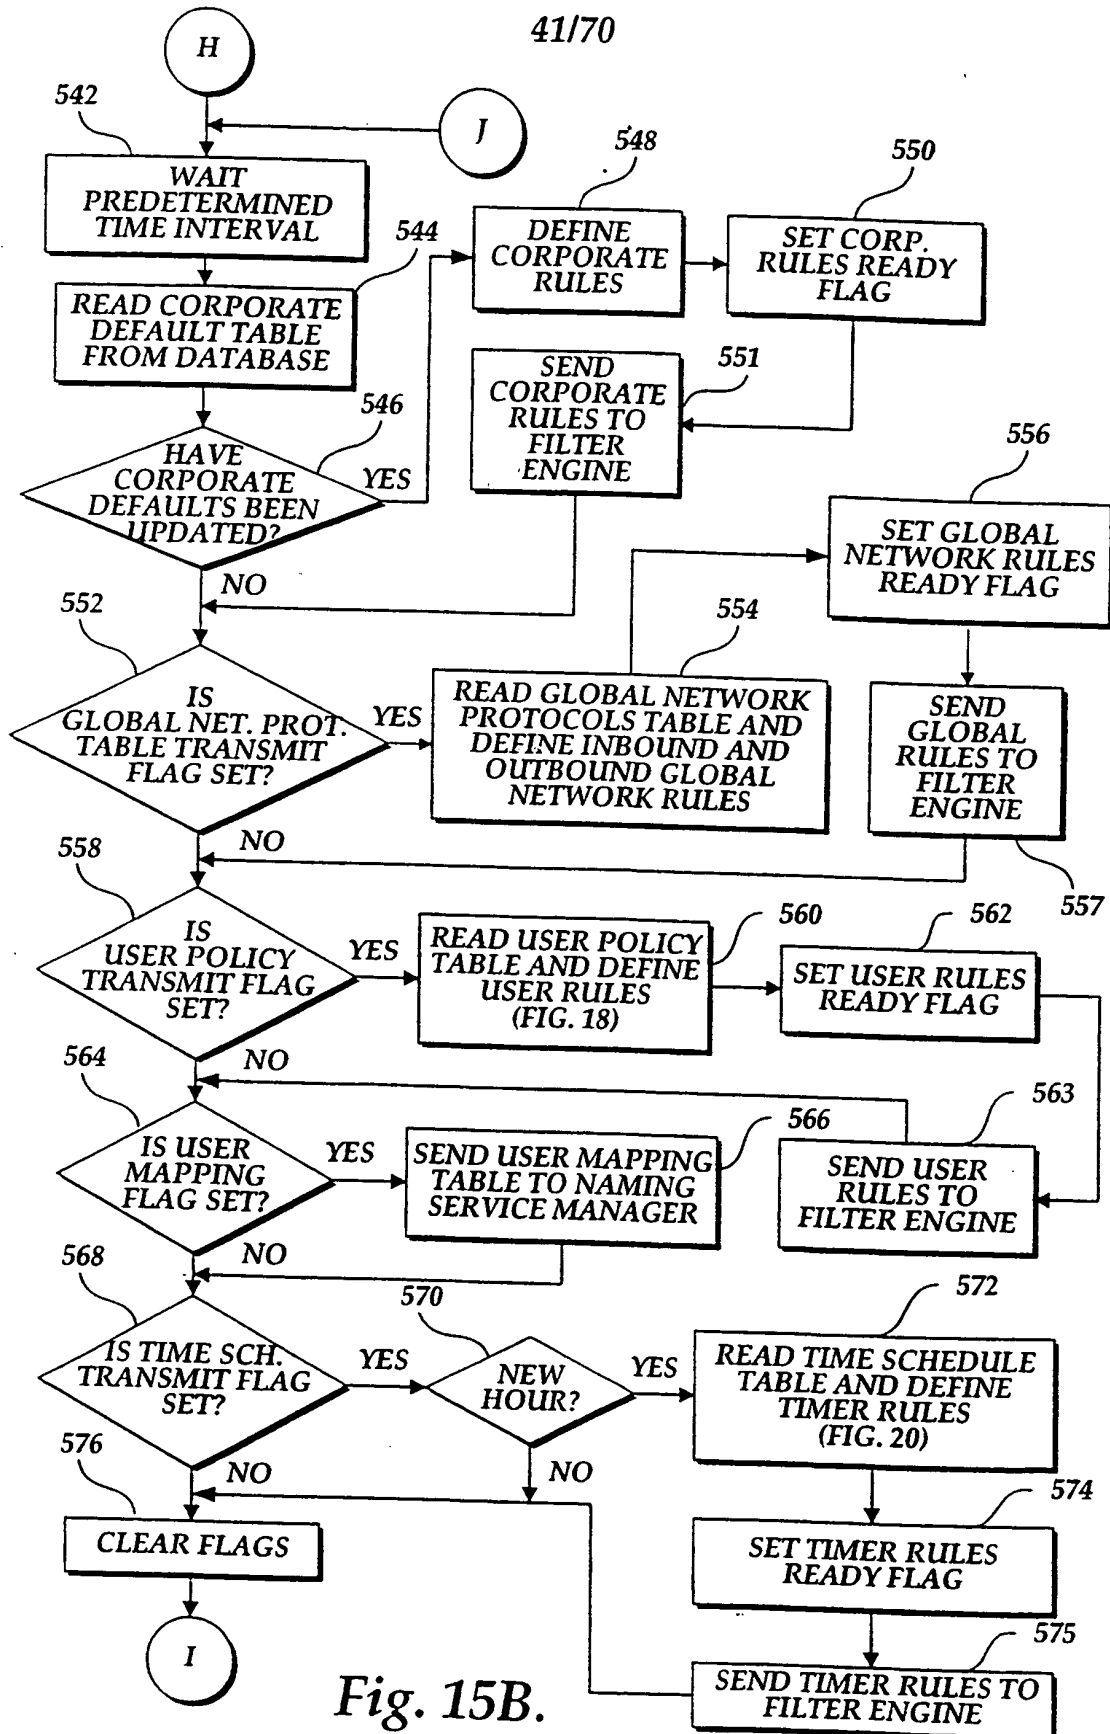 41/70
H
J
542
WAIT
PREDETERMINED
TIME INTERVAL
544
READ CORPORATE
DEFAULT TABLE
FROM DATABASE
546
HAVE
CORPORATE
DEFAULTS BEEN
UPDATED?
YES
NO
548
DEFINE
CORPORATE
RULES
550
SET CORP.
RULES READY
FLAG
551
SEND
CORPORATE
RULES TO
FILTER
ENGINE
552
IS
GLOBAL NET. PROT.
TABLE TRANSMIT
FLAG SET?
YES
NO
554
READ GLOBAL NETWORK
PROTOCOLS TABLE AND
DEFINE INBOUND AND
OUTBOUND GLOBAL
NETWORK RULES
556
SET GLOBAL
NETWORK RULES
READY FLAG
SEND
GLOBAL
RULES TO
FILTER
ENGINE
557
558
IS
USER POLICY
TRANSMIT FLAG
SET?
YES
NO
560
READ USER POLICY
TABLE AND DEFINE
USER RULES
(FIG. 18)
562
SET USER RULES
READY FLAG
563
SEND USER
RULES TO
FILTER ENGINE
564
IS USER
MAPPING
FLAG SET?
YES
NO
566
SEND USER MAPPING
TABLE TO NAMING
SERVICE MANAGER
568
IS TIME SCH.
TRANSMIT FLAG
SET?
YES
NO
570
NEW
HOUR?
YES
NO
572
READ TIME SCHEDULE
TABLE AND DEFINE
TIMER RULES
(FIG. 20)
574
SET TIMER RULES
READY FLAG
575
SEND TIMER RULES TO
FILTER ENGINE
576
CLEAR FLAGS
I
Fig. 15B.